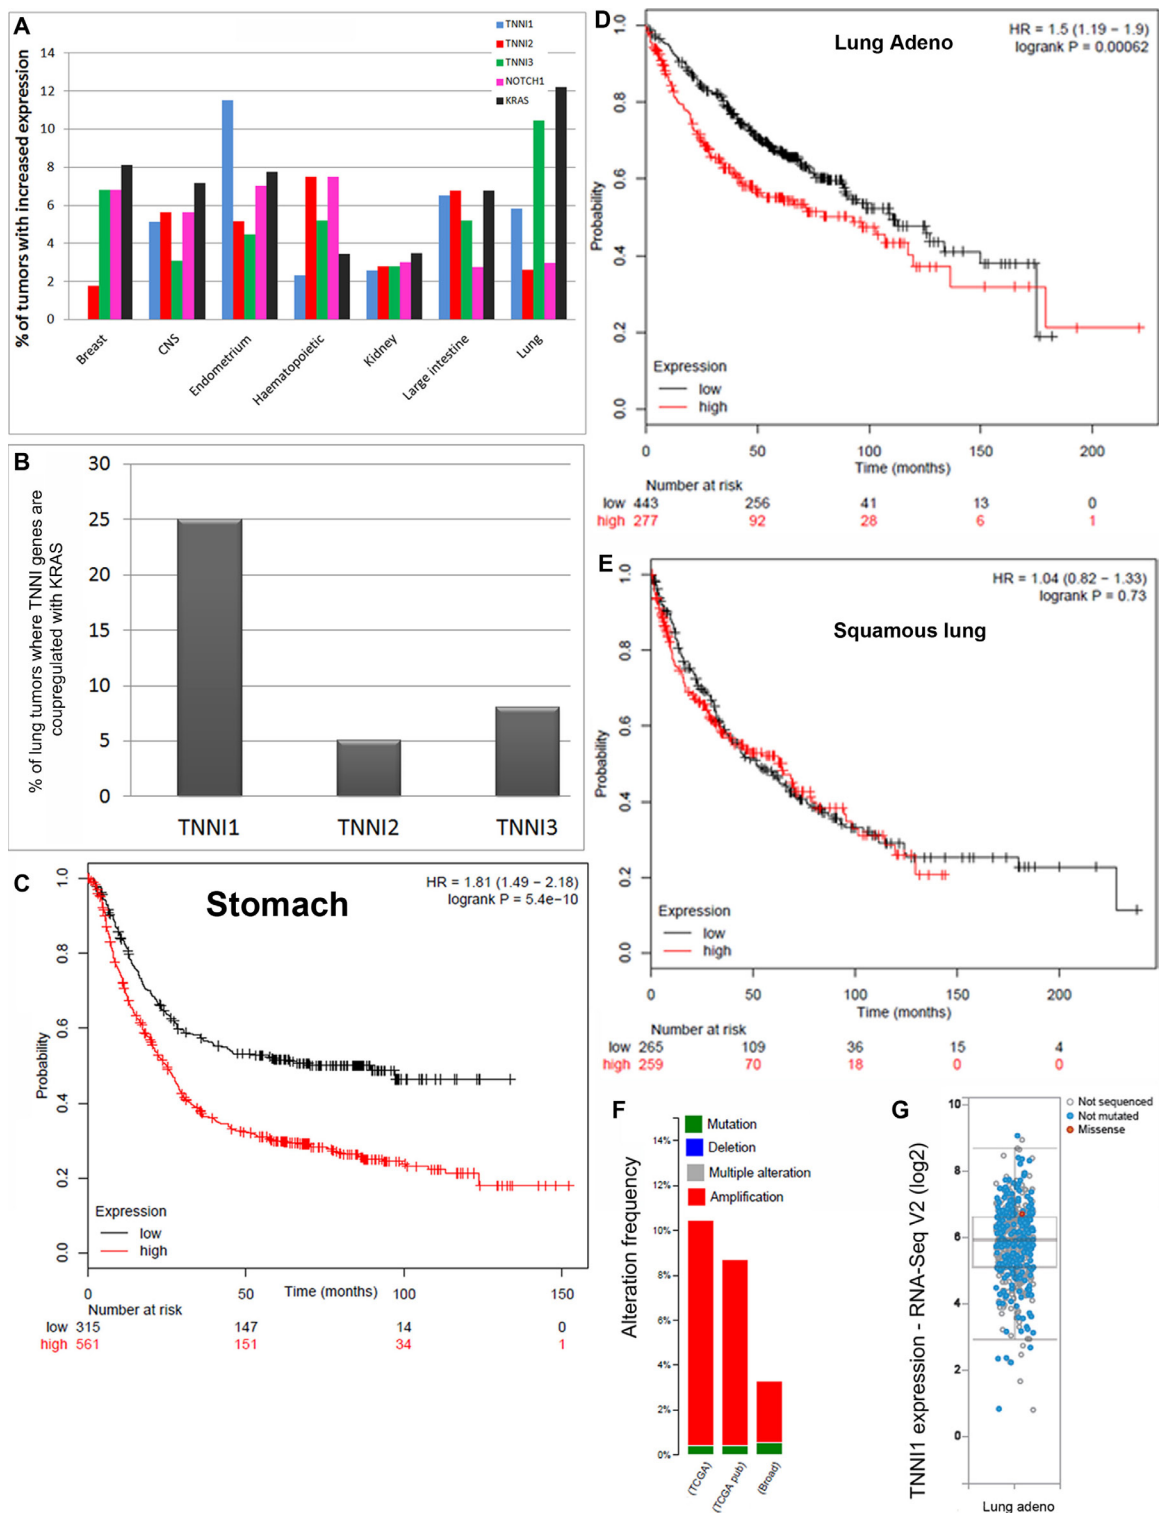 A
TNNI1
TNNI2
TNNI3
NOTCH1
KRAS
% of tumors with increased expression
14
12
10
8
6
4
2
0
Breast
CNS
Endometrium
Haematopoietic
Kidney
Large intestine
Lung
B
% of lung tumors where TNNI genes are
coupregulated with KRAS
30
25
20
15
10
5
0
TNNI1
TNNI2
TNNI3
C
Stomach
HR = 1.81 (1.49 − 2.18)
logrank P = 5.4e−10
Probability
1.0
0.8
0.6
0.4
0.2
0.0
Expression
low
high
0 50 100 150
Time (months)
Number at risk
low 315 147 14 0
high 561 151 34 1
D
Lung Adeno
HR = 1.5 (1.19 − 1.9)
logrank P = 0.00062
Probability
1.0
0.8
0.6
0.4
0.2
0.0
Expression
low
high
0 50 100 150 200
Time (months)
Number at risk
low 443 256 41 13 0
high 277 92 28 6 1
E
Squamous lung
HR = 1.04 (0.82 − 1.33)
logrank P = 0.73
Probability
1.0
0.8
0.6
0.4
0.2
0.0
Expression
low
high
0 50 100 150 200
Time (months)
Number at risk
low 265 109 36 15 4
high 259 70 18 0 0
F
Mutation
Deletion
Multiple alteration
Amplification
Alteration frequency
14%
12%
10%
8%
6%
4%
2%
0%
(TCGA)
(TCGA pub)
(Broad)
G
Not sequenced
Not mutated
Missense
TNNI1 expression - RNA-Seq V2 (log2)
10
8
6
4
2
0
Lung adeno